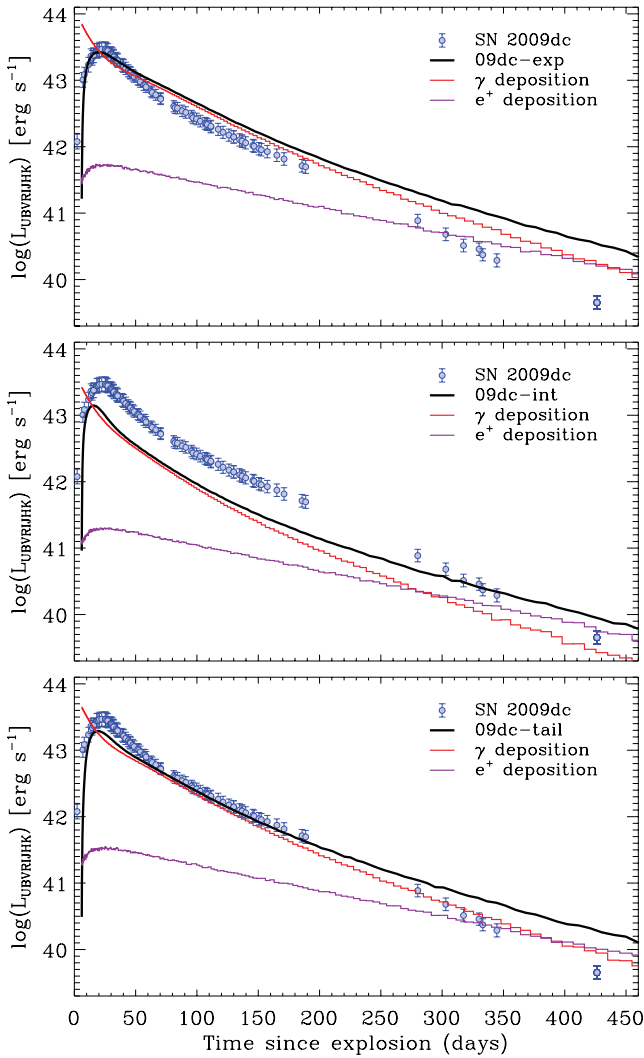 SN 2009dc
09dc-exp
γ deposition
e⁺ deposition
log(L_UBVRIJHK) [erg s⁻¹]
44
43
42
41
40
SN 2009dc
09dc-int
γ deposition
e⁺ deposition
log(L_UBVRIJHK) [erg s⁻¹]
44
43
42
41
40
SN 2009dc
09dc-tail
γ deposition
e⁺ deposition
log(L_UBVRIJHK) [erg s⁻¹]
44
43
42
41
40
0 50 100 150 200 250 300 350 400 450
Time since explosion (days)